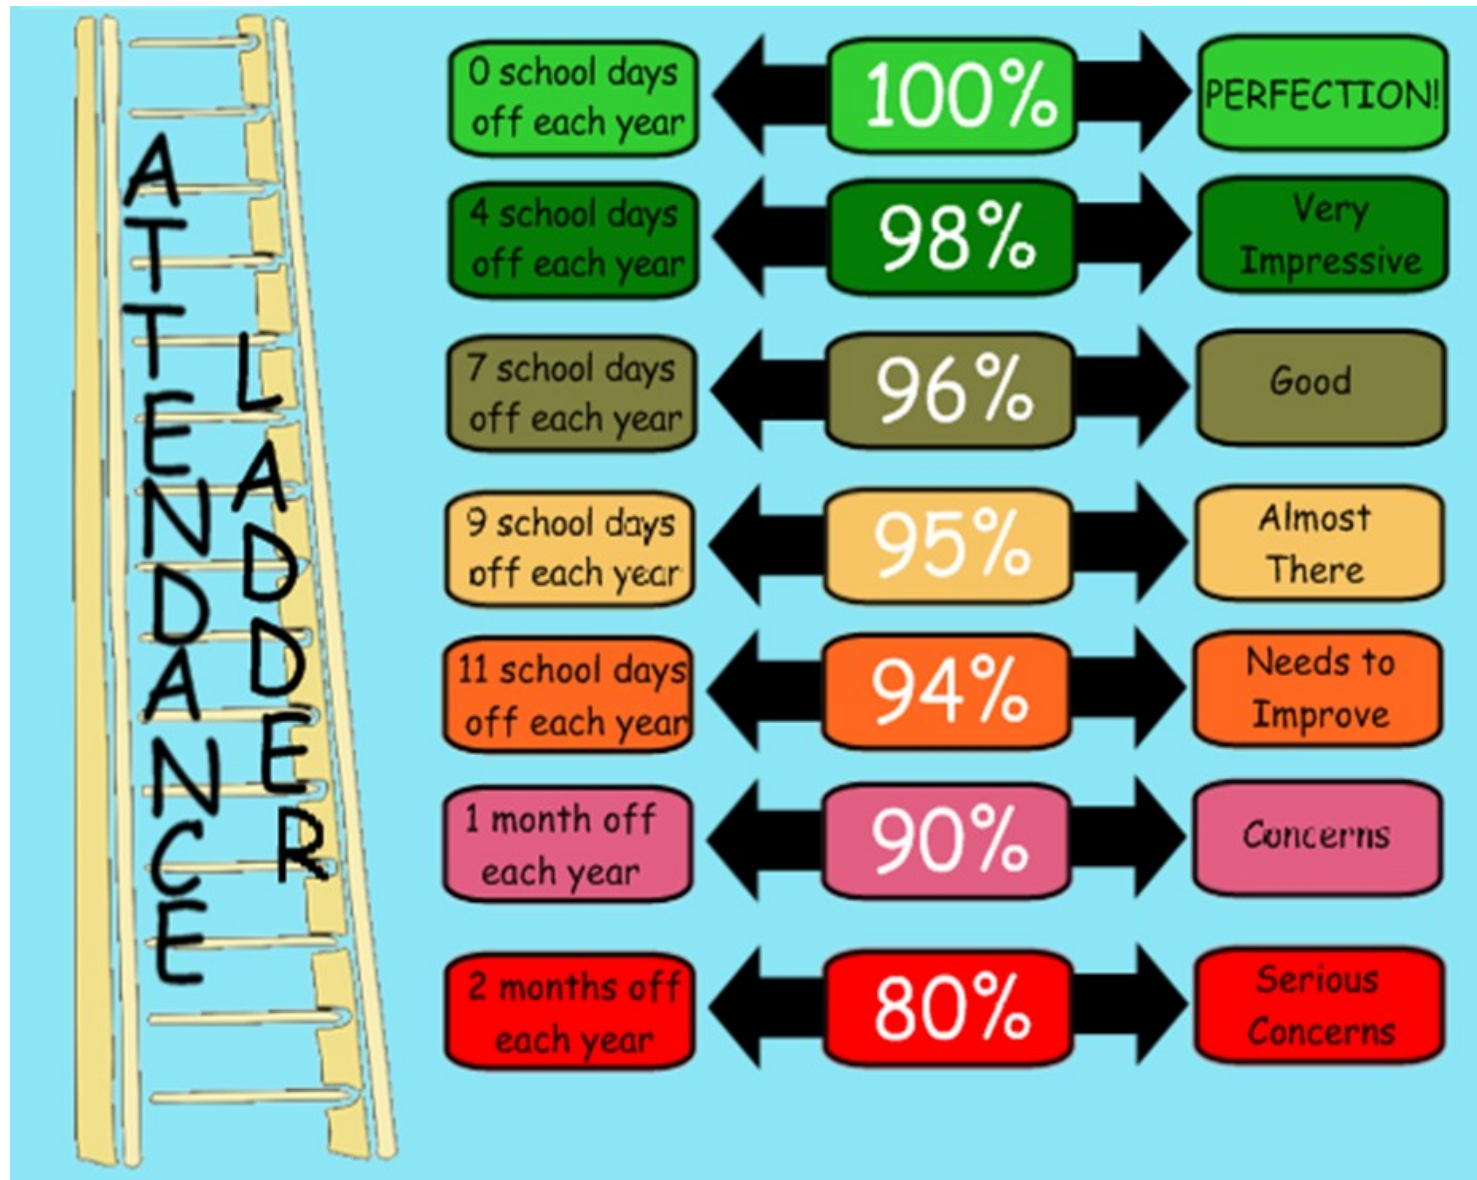 ATTENDANCE
LADDER
0 school days
off each year
100%
PERFECTION!
4 school days
off each year
98%
Very
Impressive
7 school days
off each year
96%
Good
9 school days
off each year
95%
Almost
There
11 school days
off each year
94%
Needs to
Improve
1 month off
each year
90%
Concerns
2 months off
each year
80%
Serious
Concerns